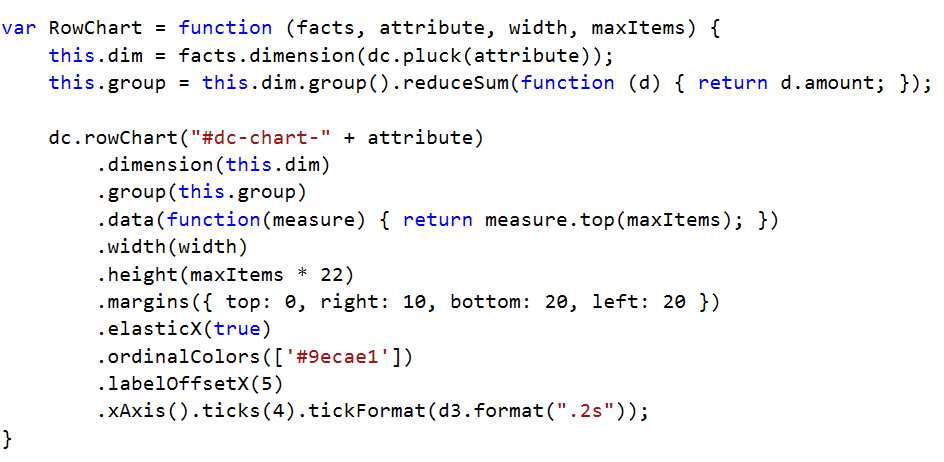 var RowChart = function (facts, attribute, width, maxItems) {
    this.dim = facts.dimension(dc.pluck(attribute));
    this.group = this.dim.group().reduceSum(function (d) { return d.amount; });

    dc.rowChart("#dc-chart-" + attribute)
        .dimension(this.dim)
        .group(this.group)
        .data(function(measure) { return measure.top(maxItems); })
        .width(width)
        .height(maxItems * 22)
        .margins({ top: 0, right: 10, bottom: 20, left: 20 })
        .elasticX(true)
        .ordinalColors(['#9ecae1'])
        .labelOffsetX(5)
        .xAxis().ticks(4).tickFormat(d3.format(".2s"));
}